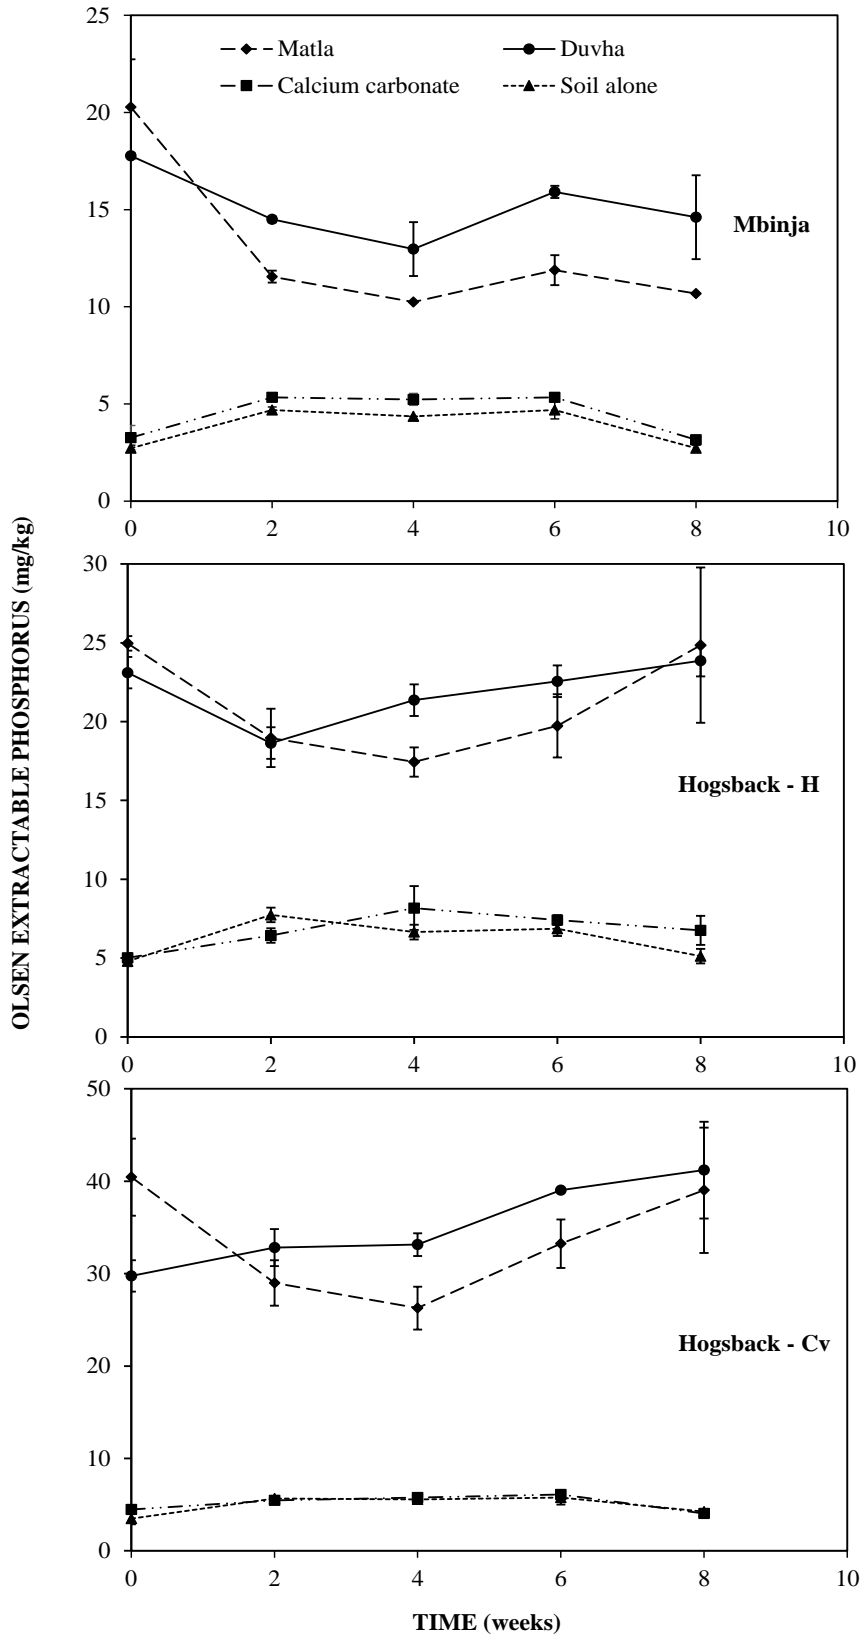 25
Matla Duvha
Calcium carbonate Soil alone
20
15
Mbinja
10
5
0
0 2 4 6 8 10
OLSEN EXTRACTABLE PHOSPHORUS (mg/kg)
30
25
20
15
Hogsback - H
10
5
0
0 2 4 6 8 10
50
40
30
Hogsback - Cv
20
10
0
0 2 4 6 8 10
TIME (weeks)